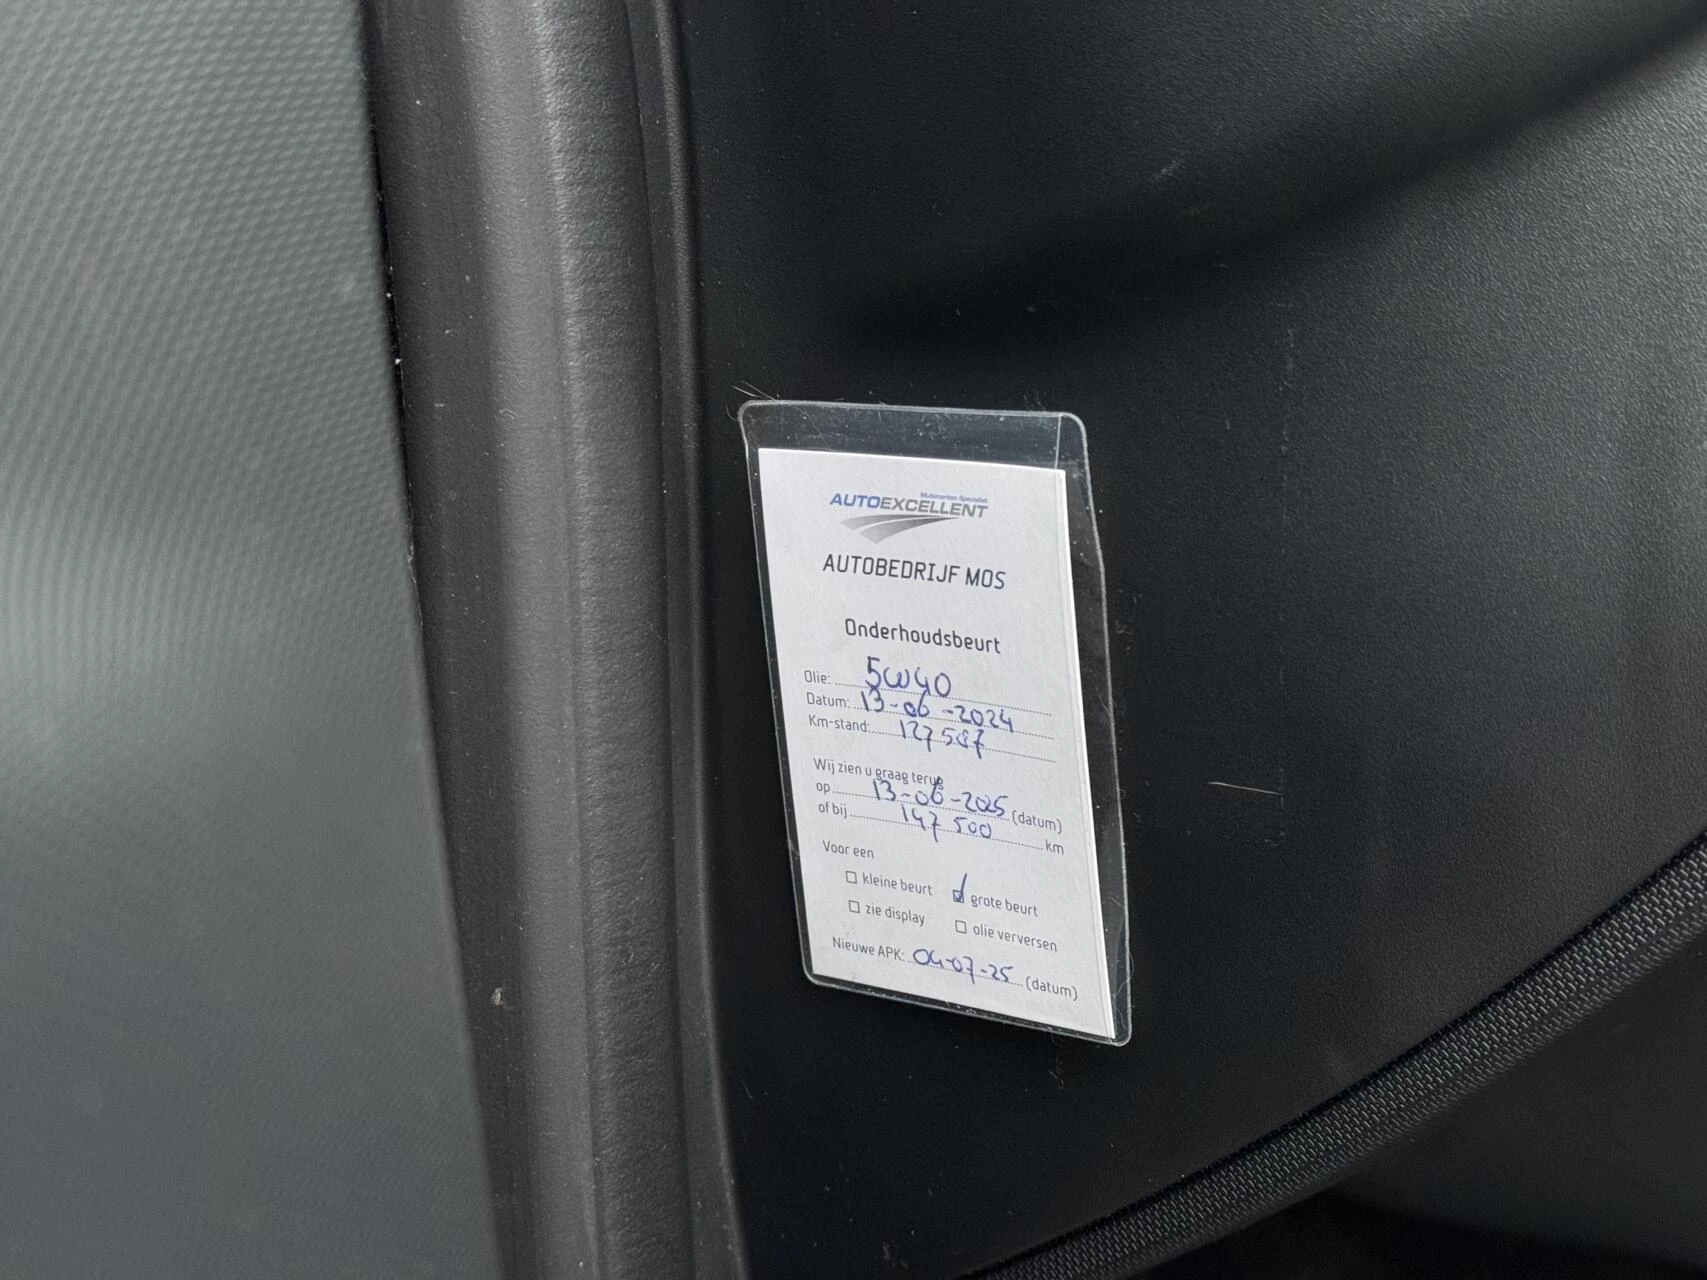 Multimerken Specialist
AUTOEXCELLENT
AUTOBEDRIJF MOS
Onderhoudsbeurt
Olie: 5W40
Datum: 13-06-2024
Km-stand: 127587
Wij zien u graag terug
op 13-06-2025 (datum)
of bij 147 500 km
Voor een
kleine beurt grote beurt
zie display olie verversen
Nieuwe APK: 04-07-25 (datum)